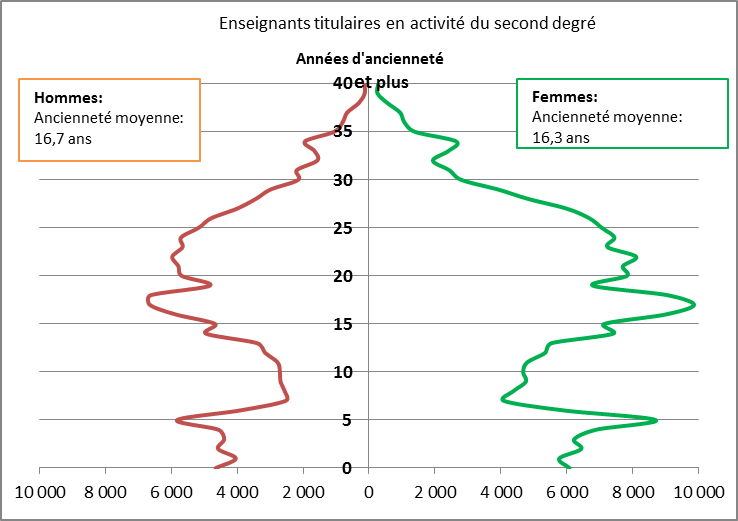 Enseignants titulaires en activité du second degré
Années d'ancienneté
40 et plus
Hommes:
Ancienneté moyenne:
16,7 ans
Femmes:
Ancienneté moyenne:
16,3 ans
35
30
25
20
15
10
5
0
10 000 8 000 6 000 4 000 2 000 0 2 000 4 000 6 000 8 000 10 000